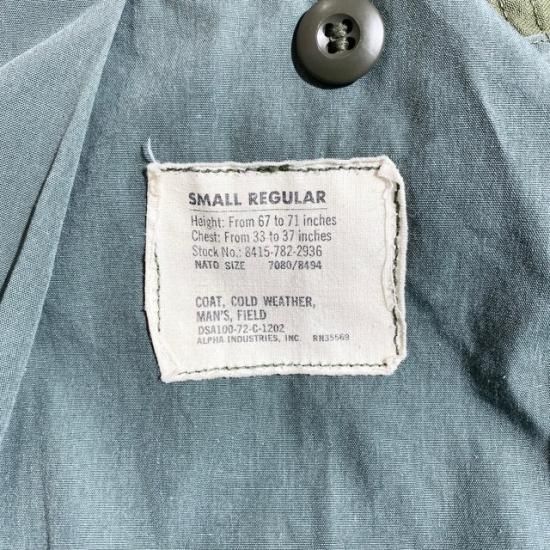 SMALL REGULAR
Height: From 67 to 71 inches
Chest: From 33 to 37 inches
Stock No.: 8415-782-2936
NATO SIZE 7080/8494
COAT, COLD WEATHER,
MAN'S, FIELD
DSA100-72-C-1202
ALPHA INDUSTRIES, INC. RN35569